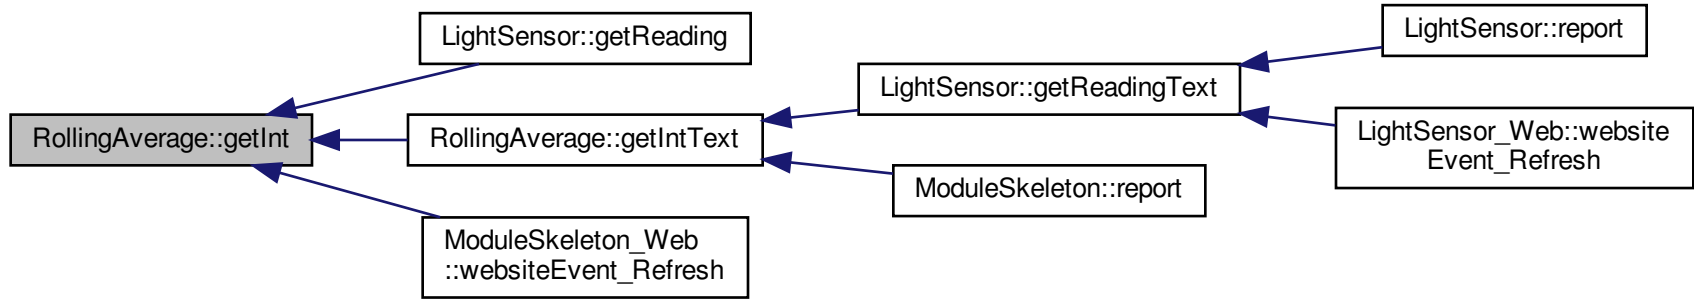 RollingAverage::getInt
LightSensor::getReading
RollingAverage::getIntText
ModuleSkeleton_Web
::websiteEvent_Refresh
LightSensor::getReadingText
ModuleSkeleton::report
LightSensor::report
LightSensor_Web::website
Event_Refresh